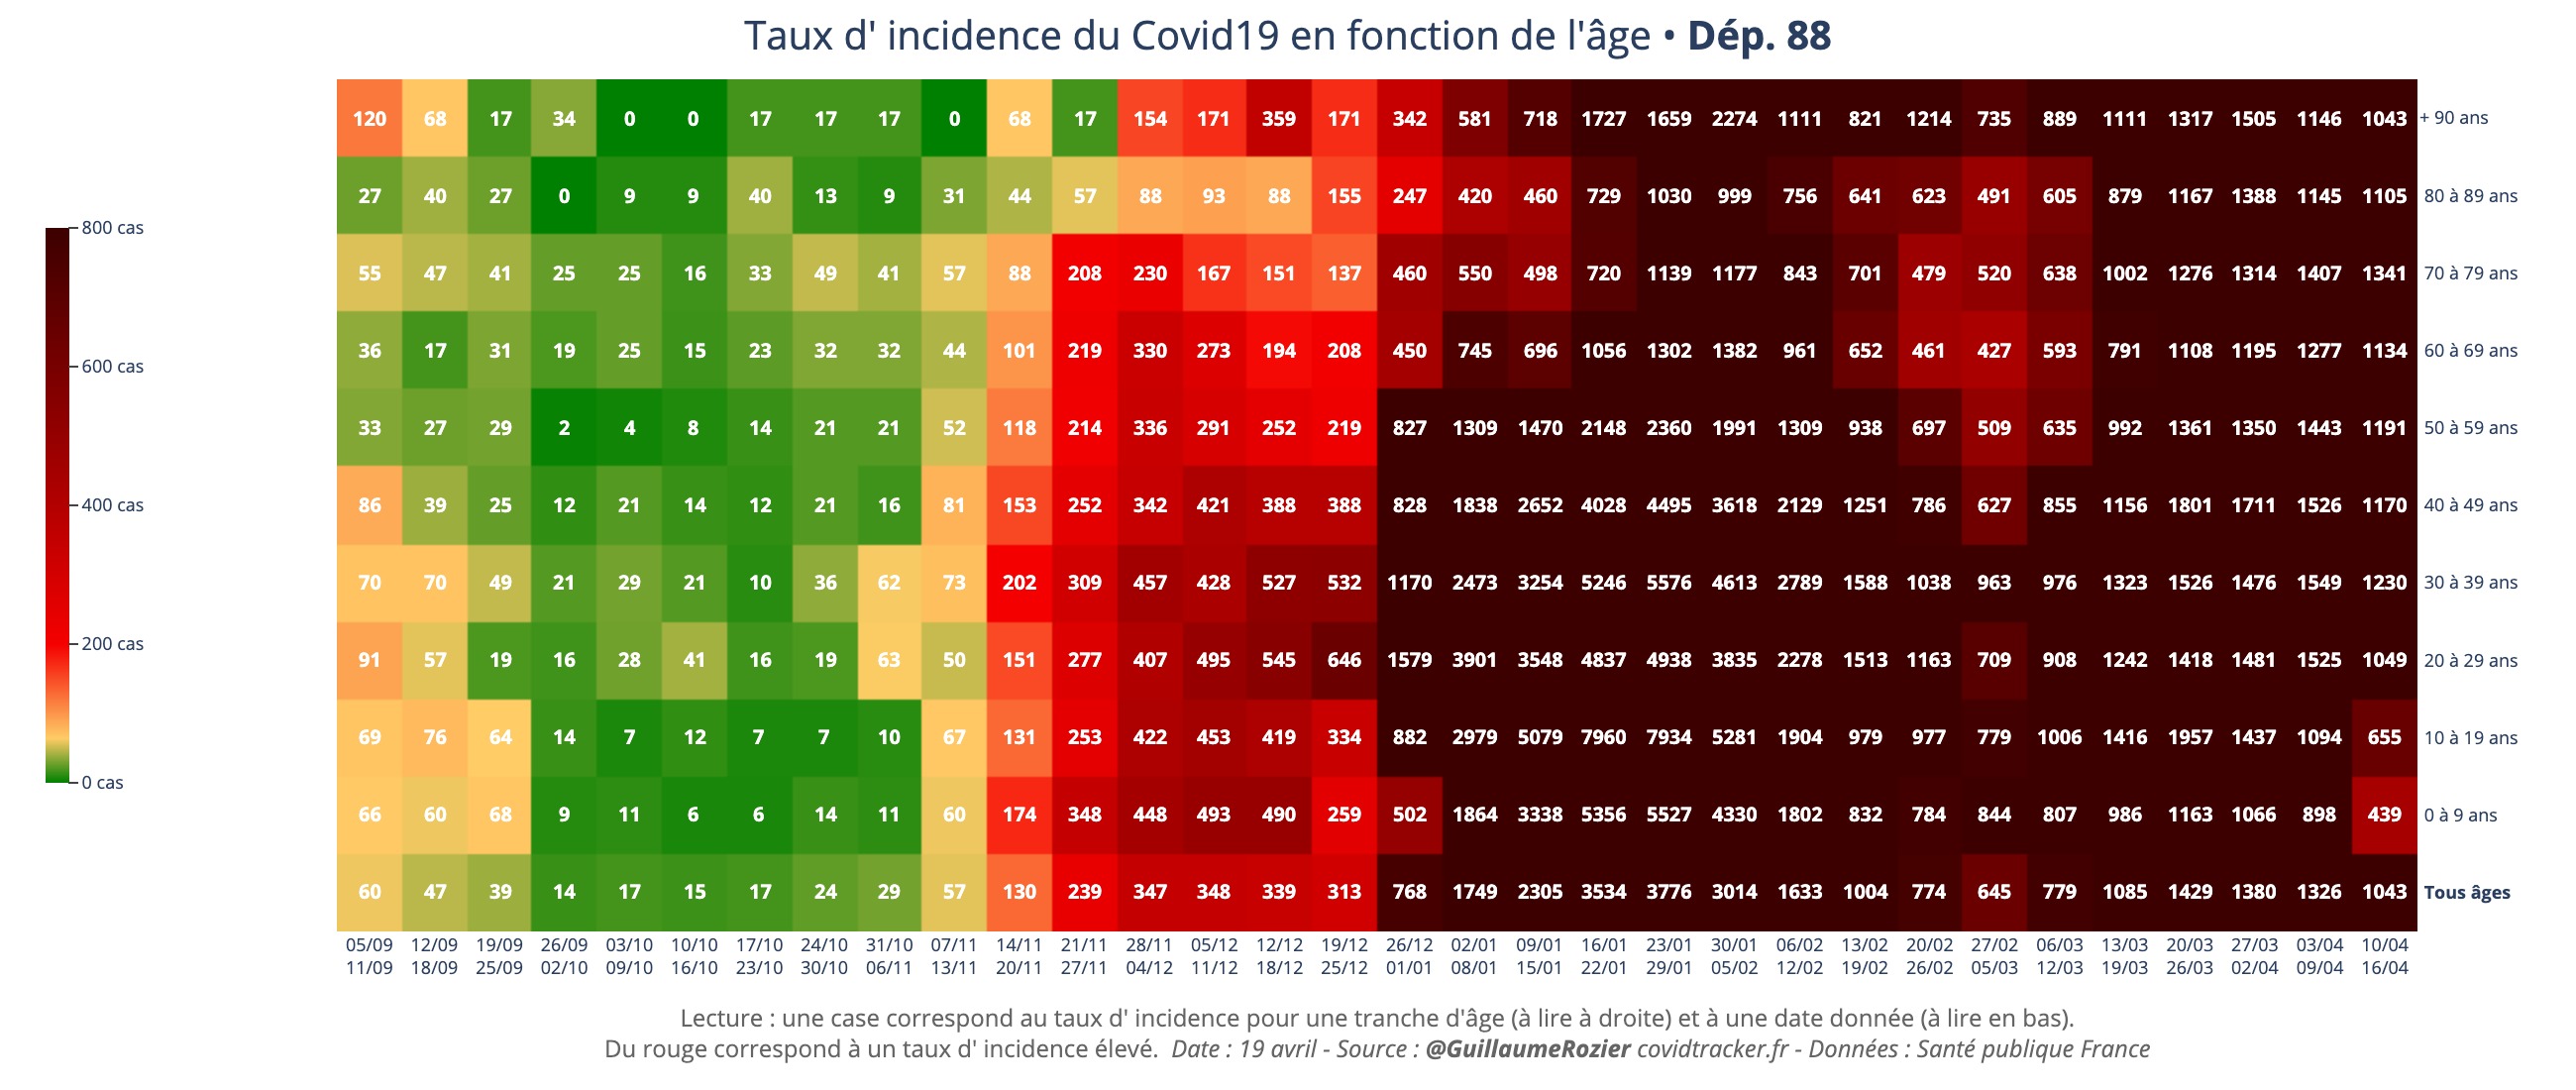 Taux d' incidence du Covid19 en fonction de l'âge • Dép. 88
120 68 17 34 0 0 17 17 17 0 68 17 154 171 359 171 342 581 718 1727 1659 2274 1111 821 1214 735 889 1111 1317 1505 1146 1043 + 90 ans
27 40 27 0 9 9 40 13 9 31 44 57 88 93 88 155 247 420 460 729 1030 999 756 641 623 491 605 879 1167 1388 1145 1105 80 à 89 ans
800 cas
55 47 41 25 25 16 33 49 41 57 88 208 230 167 151 137 460 550 498 720 1139 1177 843 701 479 520 638 1002 1276 1314 1407 1341 70 à 79 ans
36 17 31 19 25 15 23 32 32 44 101 219 330 273 194 208 450 745 696 1056 1302 1382 961 652 461 427 593 791 1108 1195 1277 1134 60 à 69 ans
600 cas
33 27 29 2 4 8 14 21 21 52 118 214 336 291 252 219 827 1309 1470 2148 2360 1991 1309 938 697 509 635 992 1361 1350 1443 1191 50 à 59 ans
400 cas
86 39 25 12 21 14 12 21 16 81 153 252 342 421 388 388 828 1838 2652 4028 4495 3618 2129 1251 786 627 855 1156 1801 1711 1526 1170 40 à 49 ans
70 70 49 21 29 21 10 36 62 73 202 309 457 428 527 532 1170 2473 3254 5246 5576 4613 2789 1588 1038 963 976 1323 1526 1476 1549 1230 30 à 39 ans
200 cas
91 57 19 16 28 41 16 19 63 50 151 277 407 495 545 646 1579 3901 3548 4837 4938 3835 2278 1513 1163 709 908 1242 1418 1481 1525 1049 20 à 29 ans
69 76 64 14 7 12 7 7 10 67 131 253 422 453 419 334 882 2979 5079 7960 7934 5281 1904 979 977 779 1006 1416 1957 1437 1094 655 10 à 19 ans
0 cas
66 60 68 9 11 6 6 14 11 60 174 348 448 493 490 259 502 1864 3338 5356 5527 4330 1802 832 784 844 807 986 1163 1066 898 439 0 à 9 ans
60 47 39 14 17 15 17 24 29 57 130 239 347 348 339 313 768 1749 2305 3534 3776 3014 1633 1004 774 645 779 1085 1429 1380 1326 1043 Tous âges
05/09 12/09 19/09 26/09 03/10 10/10 17/10 24/10 31/10 07/11 14/11 21/11 28/11 05/12 12/12 19/12 26/12 02/01 09/01 16/01 23/01 30/01 06/02 13/02 20/02 27/02 06/03 13/03 20/03 27/03 03/04 10/04
11/09 18/09 25/09 02/10 09/10 16/10 23/10 30/10 06/11 13/11 20/11 27/11 04/12 11/12 18/12 25/12 01/01 08/01 15/01 22/01 29/01 05/02 12/02 19/02 26/02 05/03 12/03 19/03 26/03 02/04 09/04 16/04
Lecture : une case correspond au taux d' incidence pour une tranche d'âge (à lire à droite) et à une date donnée (à lire en bas).
Du rouge correspond à un taux d' incidence élevé. Date : 19 avril - Source : @GuillaumeRozier covidtracker.fr - Données : Santé publique France